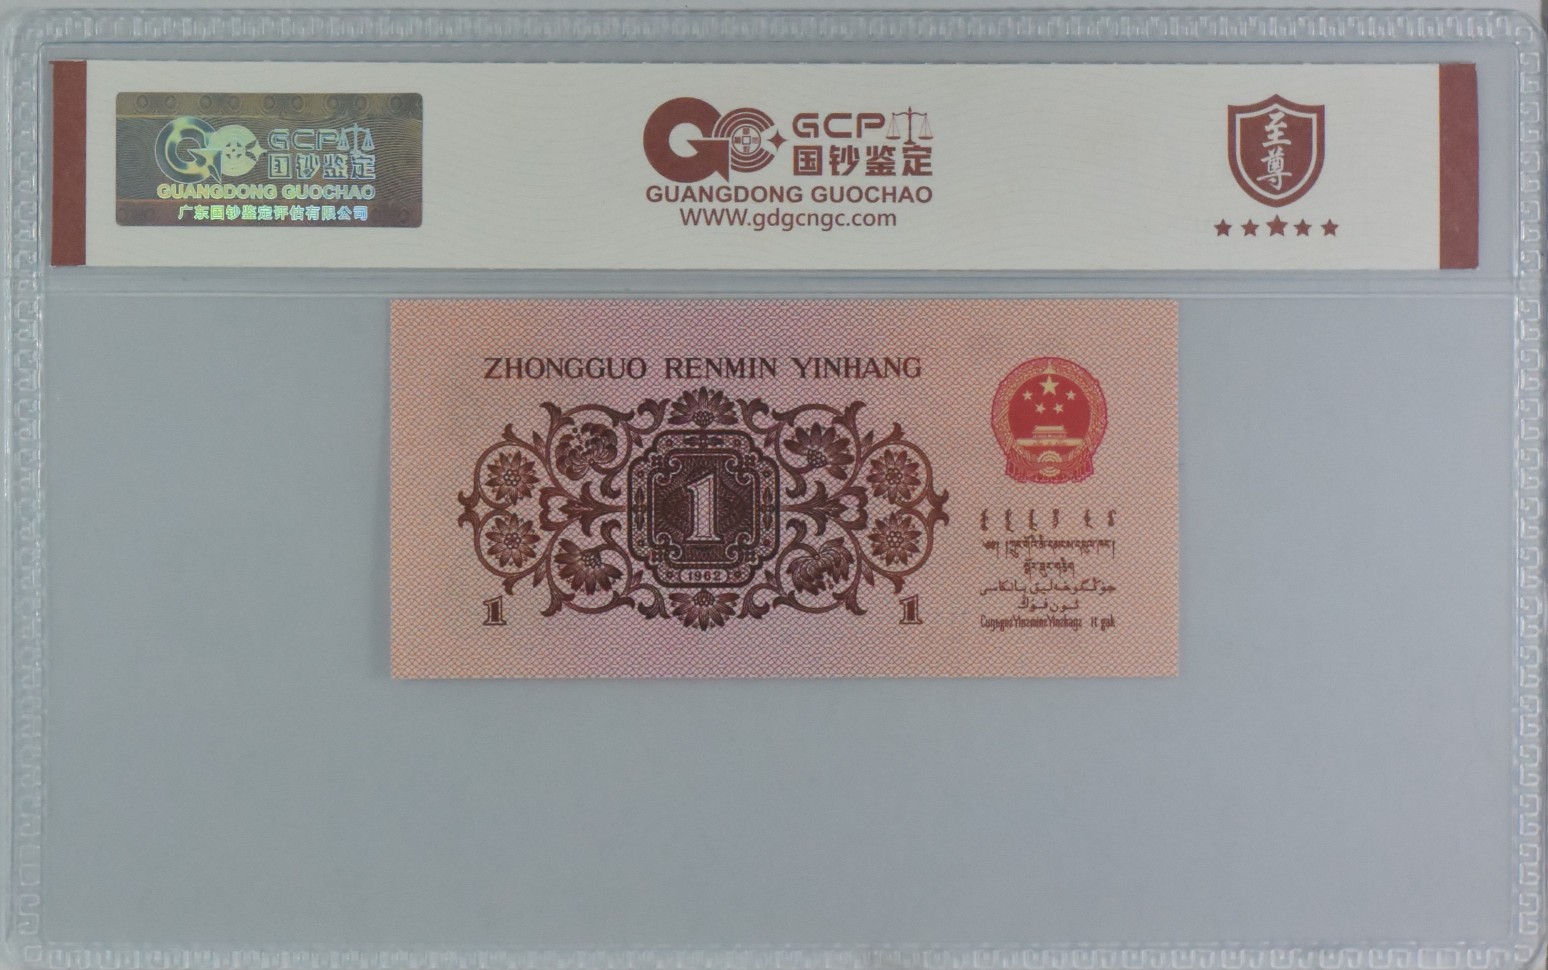 GCP
国钞鉴定
GUANGDONG GUOCHAO
广东国钞鉴定评估有限公司
GCP
国钞鉴定
GUANGDONG GUOCHAO
WWW.gdgcngc.com
至尊
ZHONGGUO RENMIN YINHANG
1
(1962)
1 1
جۇڭگوخەلىق بانكىسى